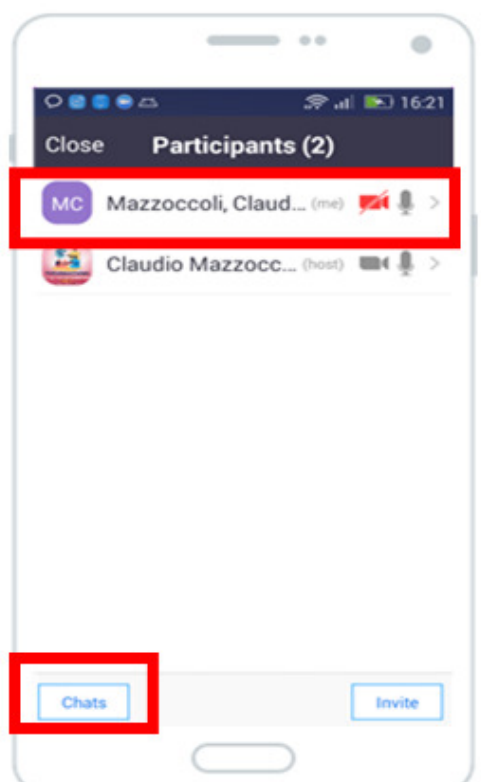 16:21
Close Participants (2)
MC Mazzoccoli, Claud... (me)
Claudio Mazzocc... (host)
Chats Invite